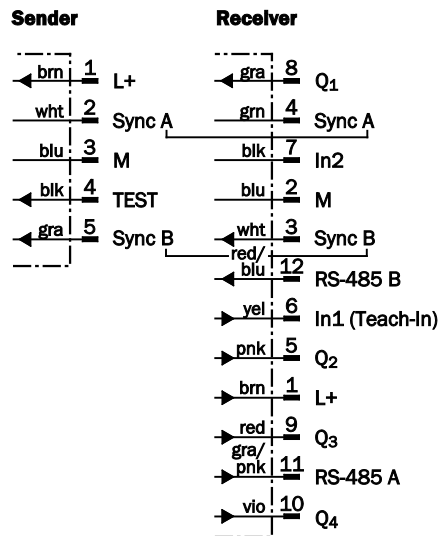 Sender
brn 1 L+
wht 2 Sync A
blu 3 M
blk 4 TEST
gra 5 Sync B
Receiver
gra 8 Q1
grn 4 Sync A
blk 7 In2
blu 2 M
wht 3 Sync B
red/
blu 12 RS-485 B
yel 6 In1 (Teach-In)
pnk 5 Q2
brn 1 L+
red 9 Q3
gra/
pnk 11 RS-485 A
vio 10 Q4